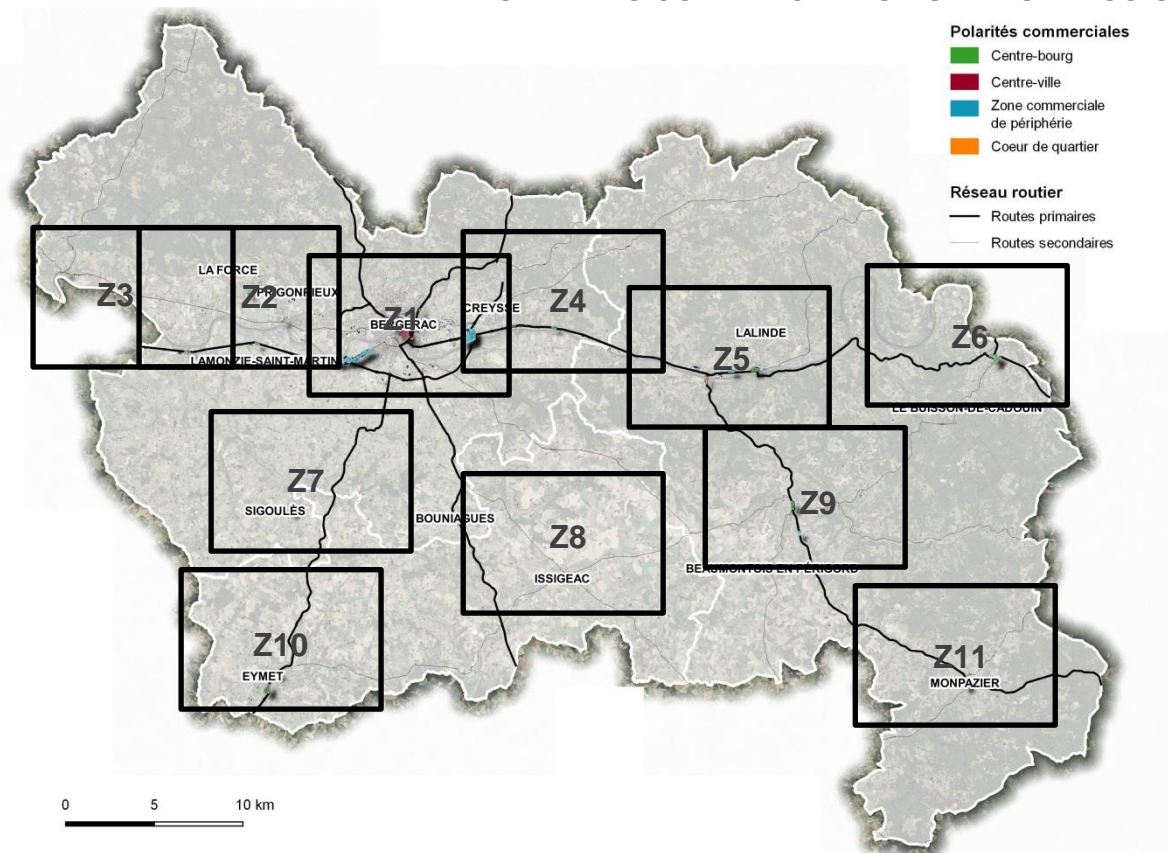 Polarités commerciales
Centre-bourg
Centre-ville
Zone commerciale
de périphérie
Coeur de quartier
Réseau routier
Routes primaires
Routes secondaires
LA FORCE
Z3
Z2
PRIGONRIEUX
Z1
BERGERAC
CREYSSE
Z4
LAMONZIE-SAINT-MARTIN
LALINDE
Z5
Z6
LE BUISSON-DE-CADOUIN
Z7
SIGOULÈS
BOUNIAGUES
Z8
ISSIGEAC
Z9
BEAUMONTOIS EN PÉRIGORD
Z10
EYMET
Z11
MONPAZIER
0 5 10 km